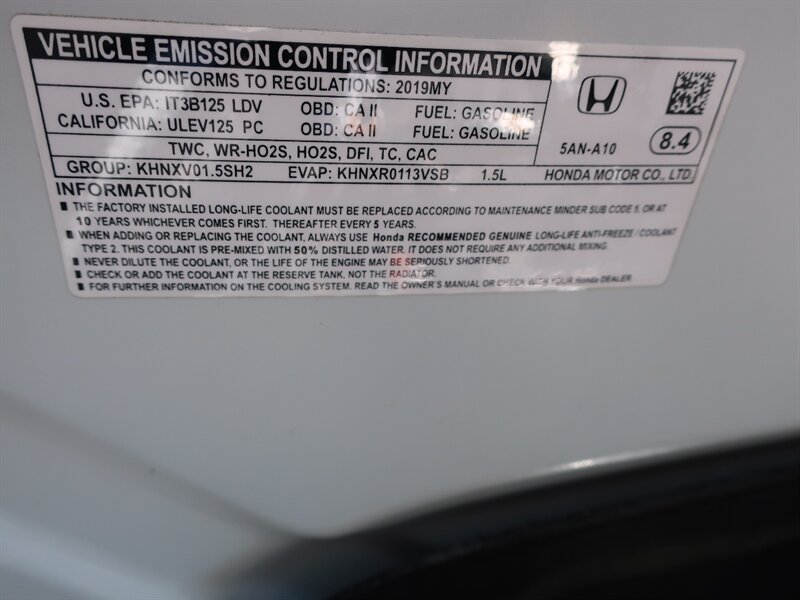 VEHICLE EMISSION CONTROL INFORMATION
CONFORMS TO REGULATIONS: 2019MY
U.S. EPA: IT3B125 LDV OBD: CA II FUEL: GASOLINE
CALIFORNIA: ULEV125 PC OBD: CA II FUEL: GASOLINE
TWC, WR-HO2S, HO2S, DFI, TC, CAC
5AN-A10 8.4
GROUP: KHNXV01.5SH2 EVAP: KHNXR0113VSB 1.5L HONDA MOTOR CO., LTD.
INFORMATION
■ THE FACTORY INSTALLED LONG-LIFE COOLANT MUST BE REPLACED ACCORDING TO MAINTENANCE MINDER SUB CODE 5, OR AT
10 YEARS WHICHEVER COMES FIRST. THEREAFTER EVERY 5 YEARS.
■ WHEN ADDING OR REPLACING THE COOLANT, ALWAYS USE Honda RECOMMENDED GENUINE LONG-LIFE ANTI-FREEZE / COOLANT
TYPE 2. THIS COOLANT IS PRE-MIXED WITH 50% DISTILLED WATER. IT DOES NOT REQUIRE ANY ADDITIONAL MIXING.
■ NEVER DILUTE THE COOLANT, OR THE LIFE OF THE ENGINE MAY BE SERIOUSLY SHORTENED.
■ CHECK OR ADD THE COOLANT AT THE RESERVE TANK, NOT THE RADIATOR.
■ FOR FURTHER INFORMATION ON THE COOLING SYSTEM, READ THE OWNER'S MANUAL OR CHECK WITH YOUR Honda DEALER.